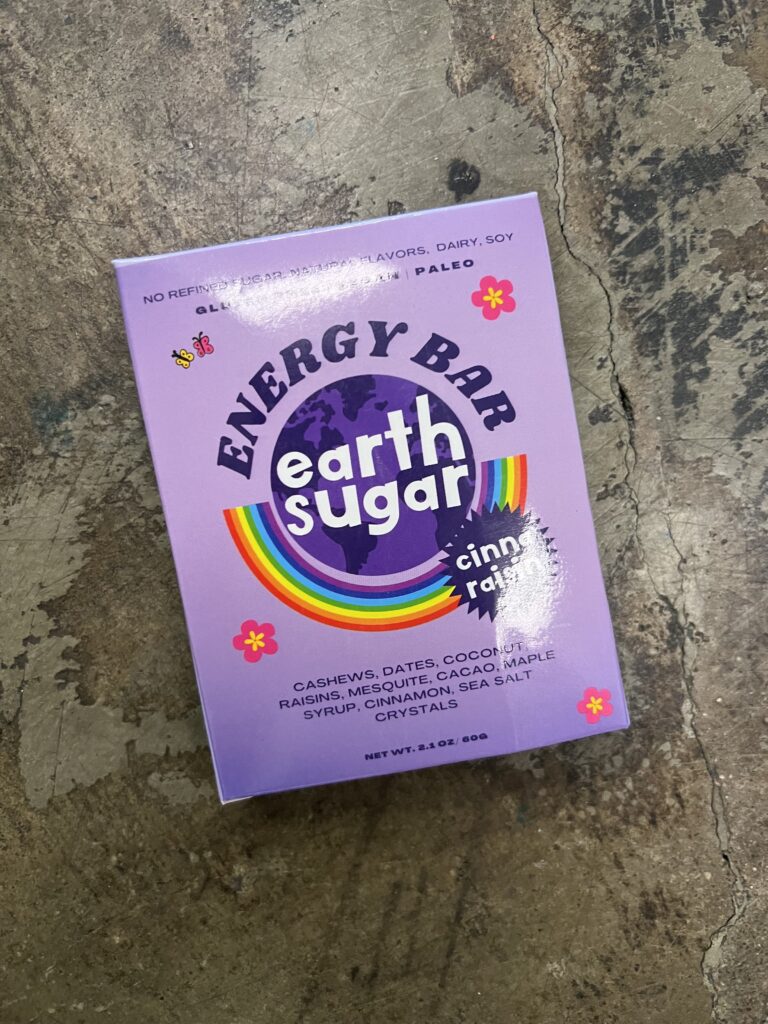 NO REFINED SUGAR, NATURAL FLAVORS, DAIRY, SOY
PALEO
ENERGY BAR
earth
sugar
raisin
CASHEWS, DATES, COCONUT
RAISINS, MESQUITE, CACAO, MAPLE
SYRUP, CINNAMON, SEA SALT
CRYSTALS
NET WT. 2.1 OZ/ 60G